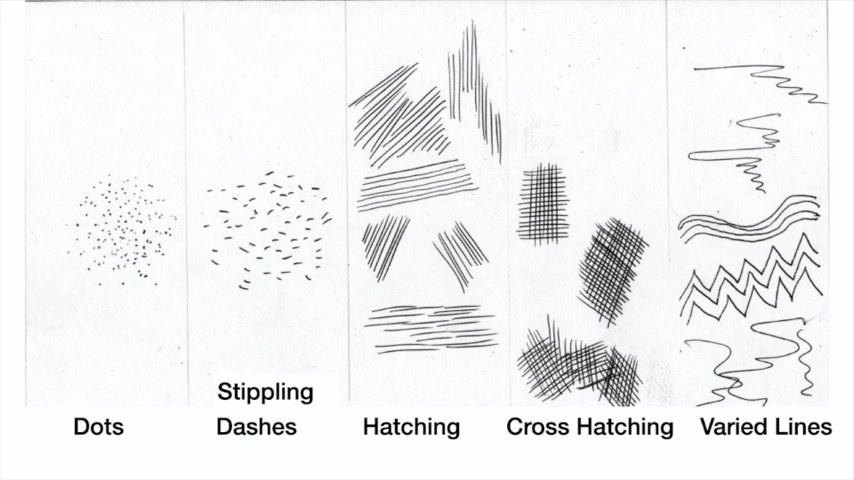 Stippling
Dots
Dashes
Hatching
Cross Hatching
Varied Lines